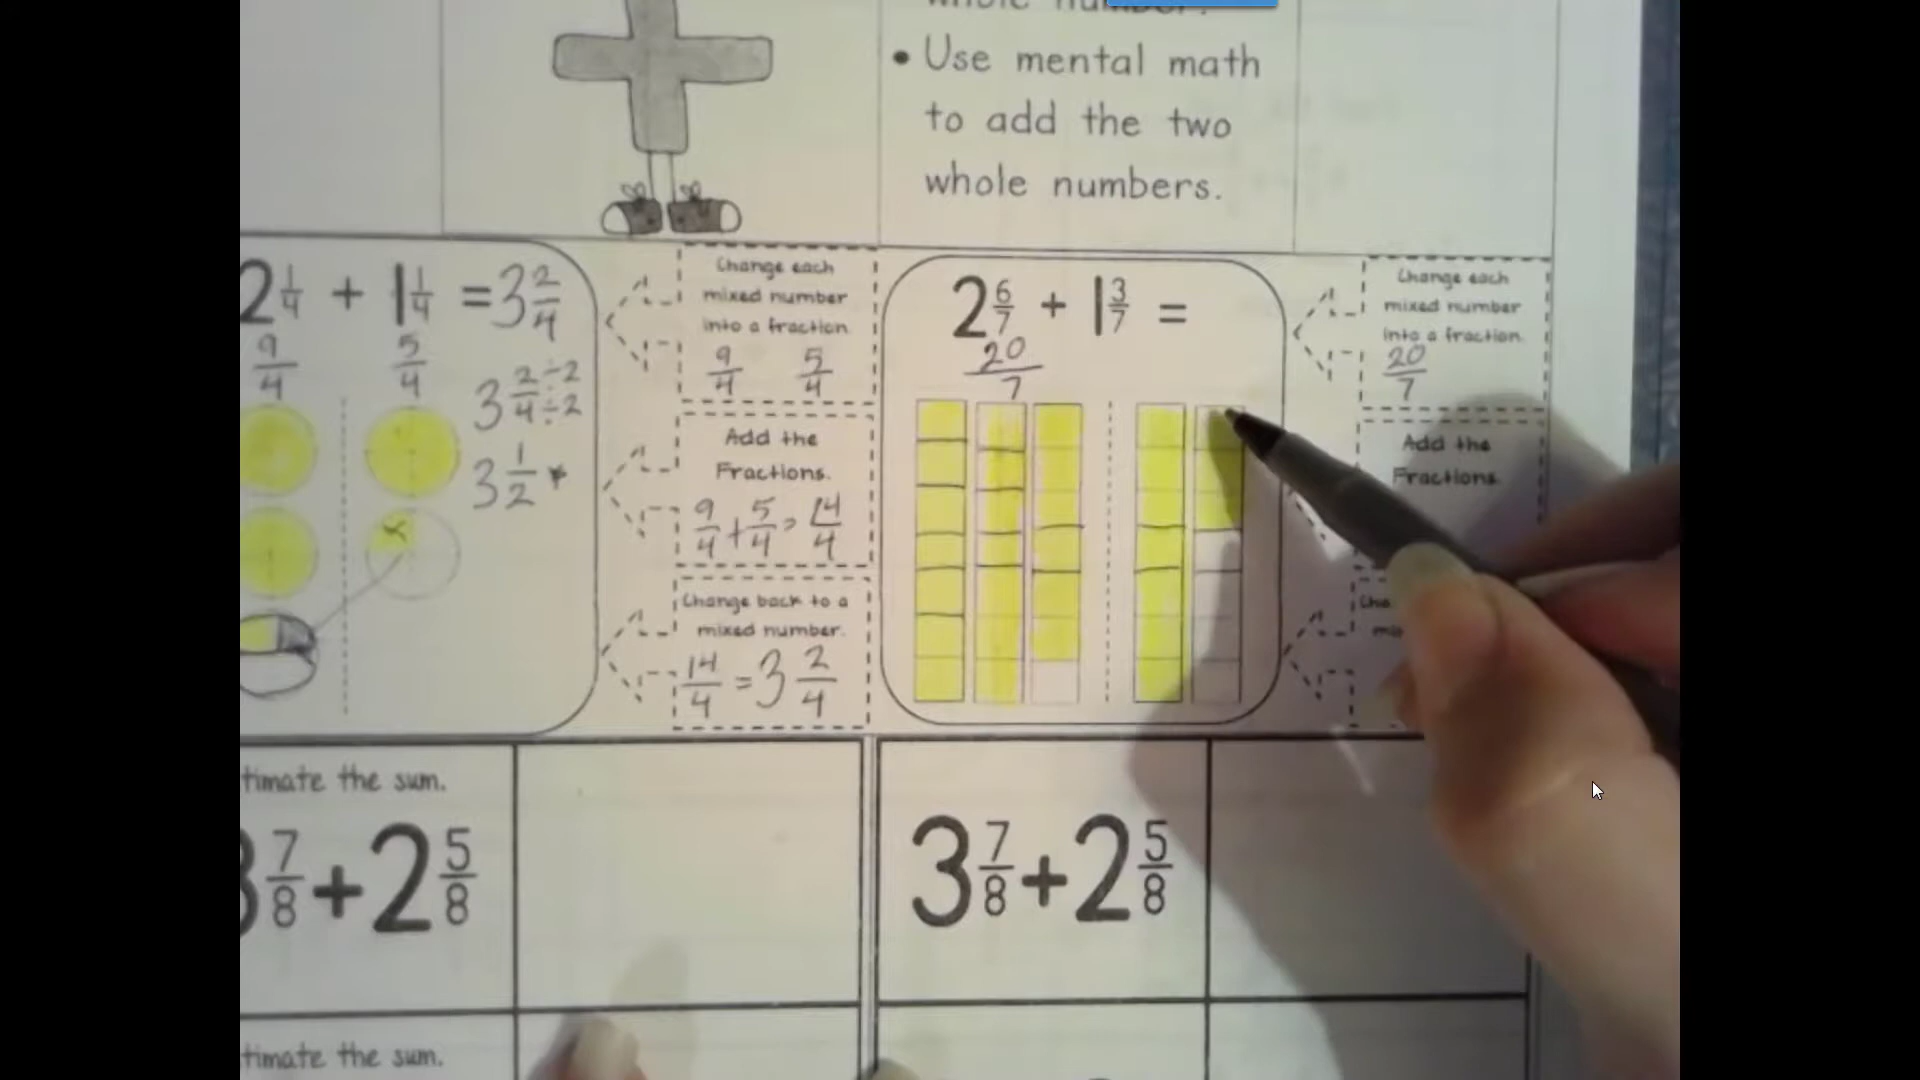 • Use mental math
to add the two
whole numbers.
2 1/4 + 1 1/4 = 3 2/4
9/4 5/4
3 2/4 ÷2 ÷2
3 1/2
Change each
mixed number
into a fraction
9/4 5/4
Add the
Fractions.
9/4 + 5/4 = 14/4
Change back to a
mixed number.
14/4 = 3 2/4
2 6/7 + 1 3/7 =
20/7
Change each
mixed number
into a fraction.
20/7
Add the
Fractions.
the sum.
7/8 + 2 5/8
3 7/8 + 2 5/8
the sum.